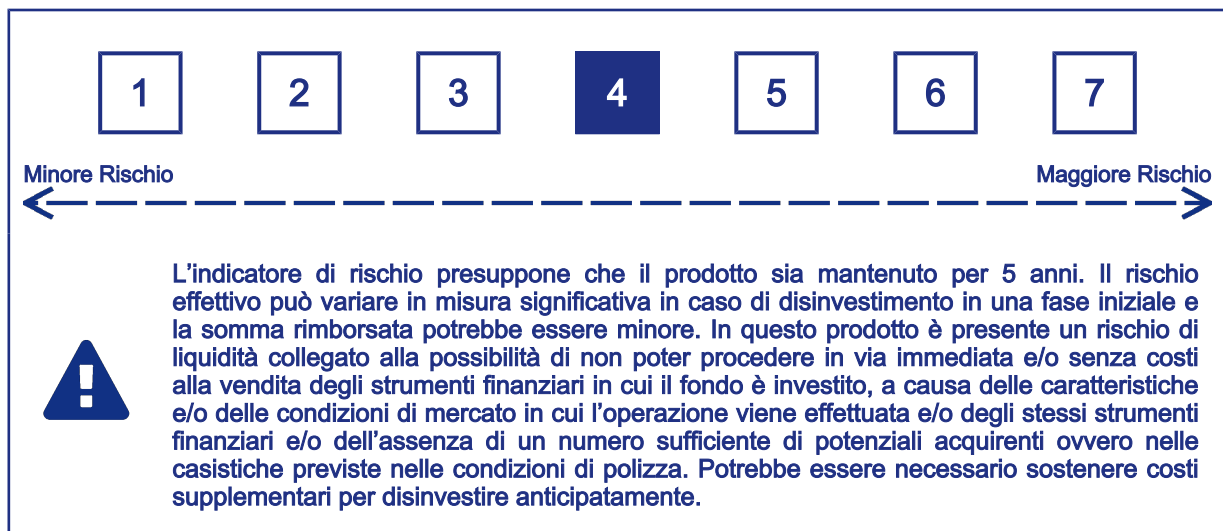 1 2 3 4 5 6 7
Minore Rischio Maggiore Rischio
L'indicatore di rischio presuppone che il prodotto sia mantenuto per 5 anni. Il rischio
effettivo può variare in misura significativa in caso di disinvestimento in una fase iniziale e
la somma rimborsata potrebbe essere minore. In questo prodotto è presente un rischio di
liquidità collegato alla possibilità di non poter procedere in via immediata e/o senza costi
alla vendita degli strumenti finanziari in cui il fondo è investito, a causa delle caratteristiche
e/o delle condizioni di mercato in cui l'operazione viene effettuata e/o degli stessi strumenti
finanziari e/o dell'assenza di un numero sufficiente di potenziali acquirenti ovvero nelle
casistiche previste nelle condizioni di polizza. Potrebbe essere necessario sostenere costi
supplementari per disinvestire anticipatamente.